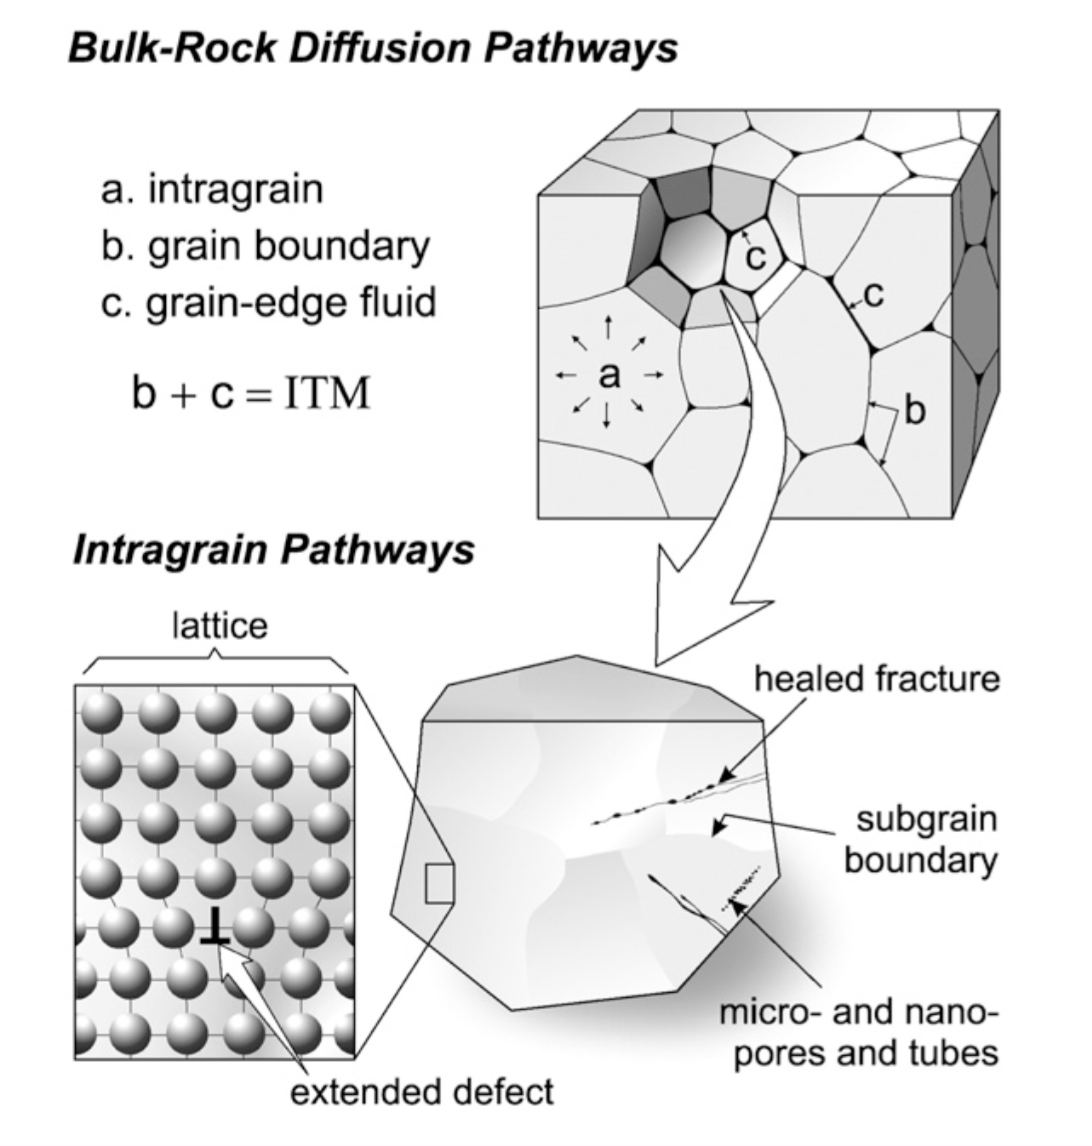 Bulk-Rock Diffusion Pathways
a. intragrain
b. grain boundary
c. grain-edge fluid
b + c = ITM
c
c
a
b
Intragrain Pathways
lattice
healed fracture
subgrain
boundary
micro- and nano-
pores and tubes
extended defect